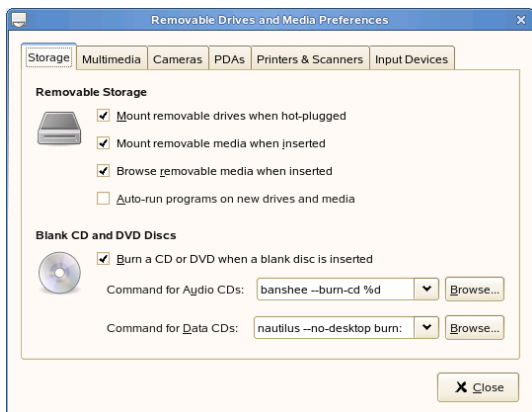 Removable Drives and Media Preferences
Storage
Multimedia
Cameras
PDAs
Printers & Scanners
Input Devices
Removable Storage
Mount removable drives when hot-plugged
Mount removable media when inserted
Browse removable media when inserted
Auto-run programs on new drives and media
Blank CD and DVD Discs
Burn a CD or DVD when a blank disc is inserted
Command for Audio CDs: banshee --burn-cd %d Browse...
Command for Data CDs: nautilus --no-desktop burn: Browse...
Close